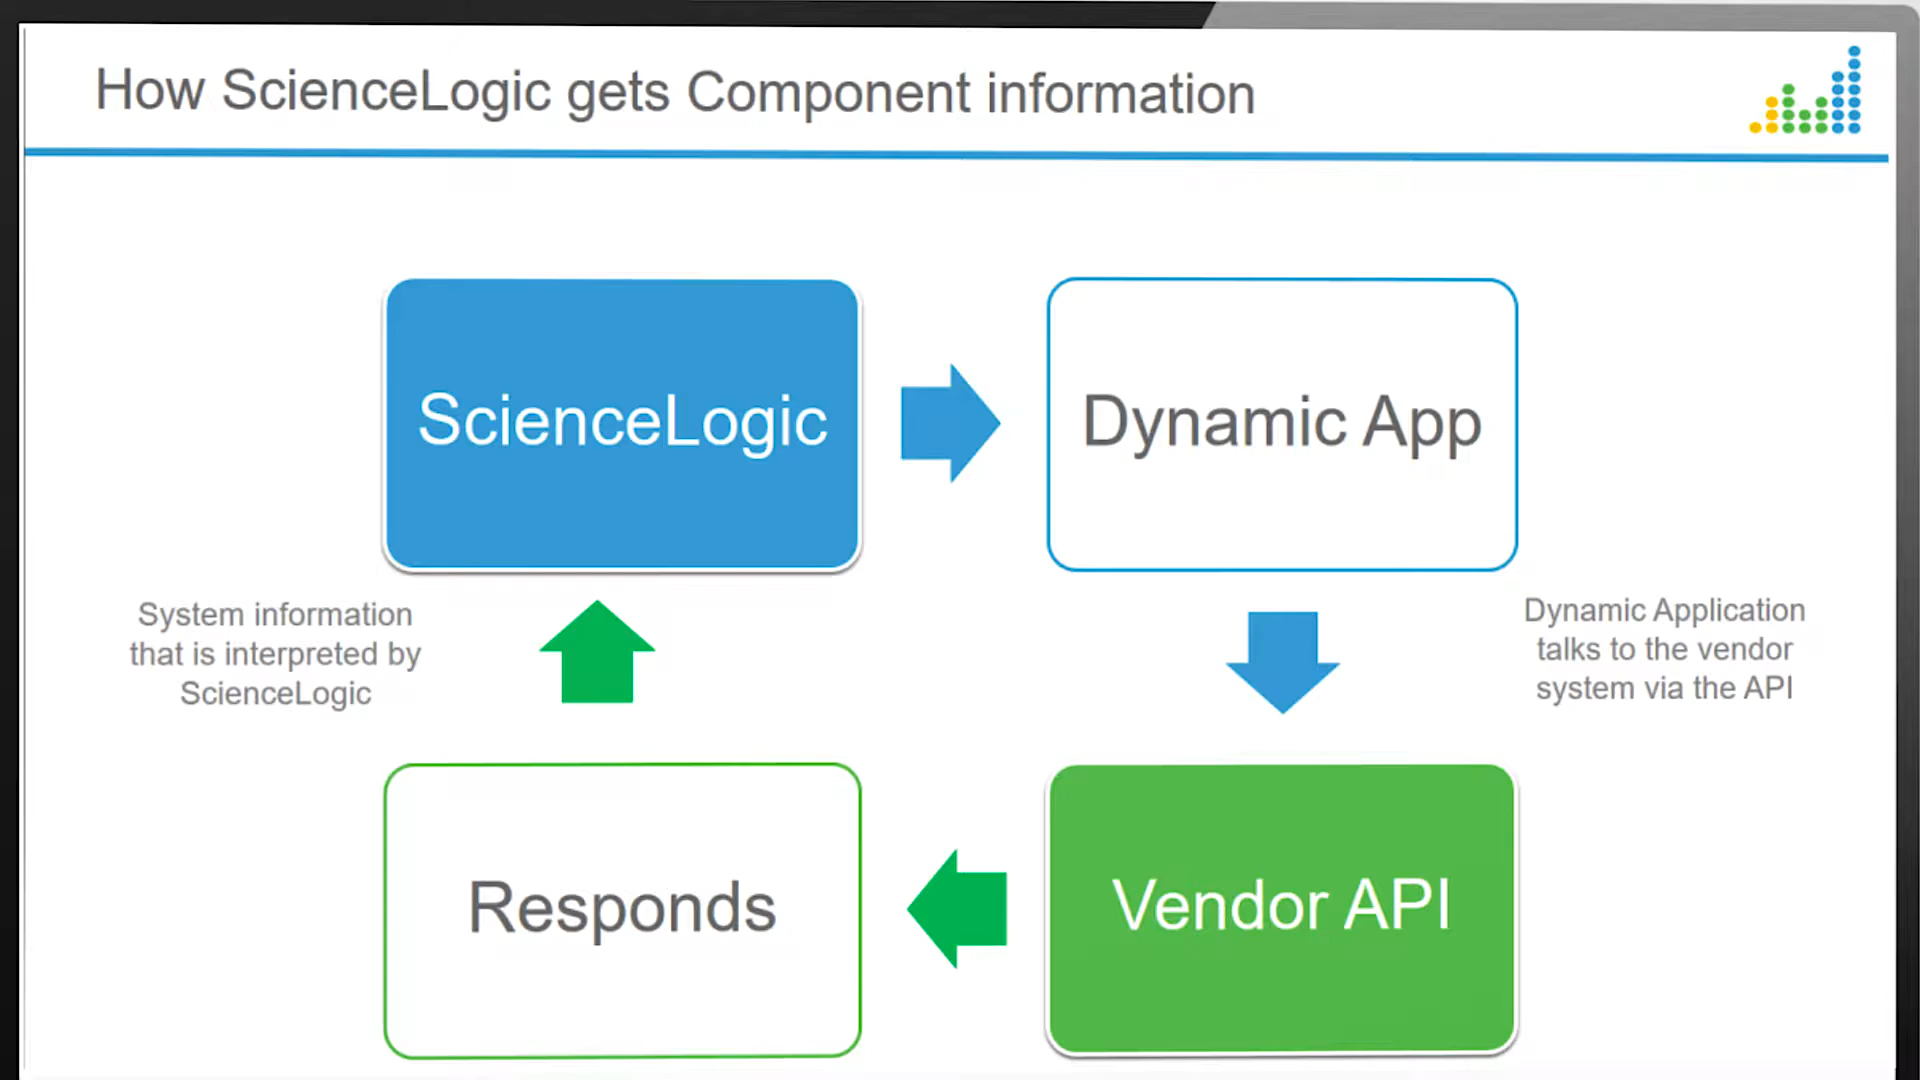 How ScienceLogic gets Component information
ScienceLogic
Dynamic App
System information
that is interpreted by
ScienceLogic
Dynamic Application
talks to the vendor
system via the API
Responds
Vendor API